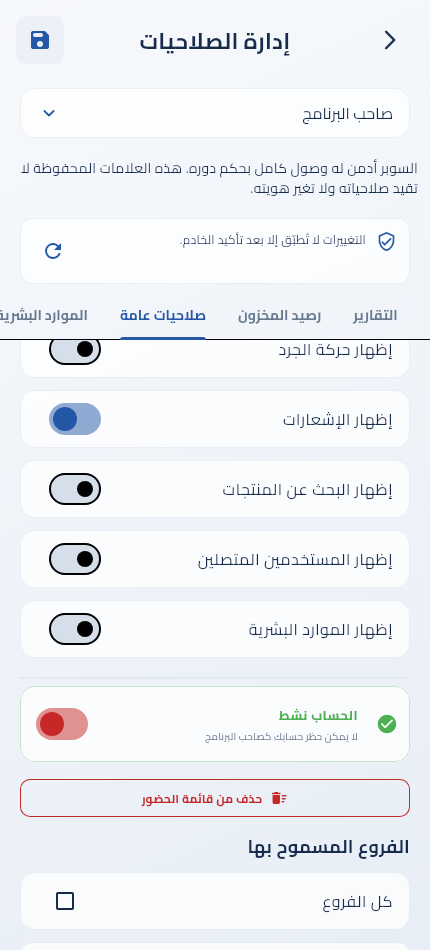 إدارة الصلاحيات
صاحب البرنامج
السوبر أدمن له وصول كامل بحكم دوره. هذه العلامات المحفوظة لا
تقيد صلاحياته ولا تغير هويته.
التغييرات لا تُطبّق إلا بعد تأكيد الخادم.
التقارير
رصيد المخزون
صلاحيات عامة
الموارد البشرية
إظهار حركة الجرد
إظهار الإشعارات
إظهار البحث عن المنتجات
إظهار المستخدمين المتصلين
إظهار الموارد البشرية
الحساب نشط
لا يمكن حظر حسابك كصاحب البرنامج
حذف من قائمة الحضور
الفروع المسموح بها
كل الفروع